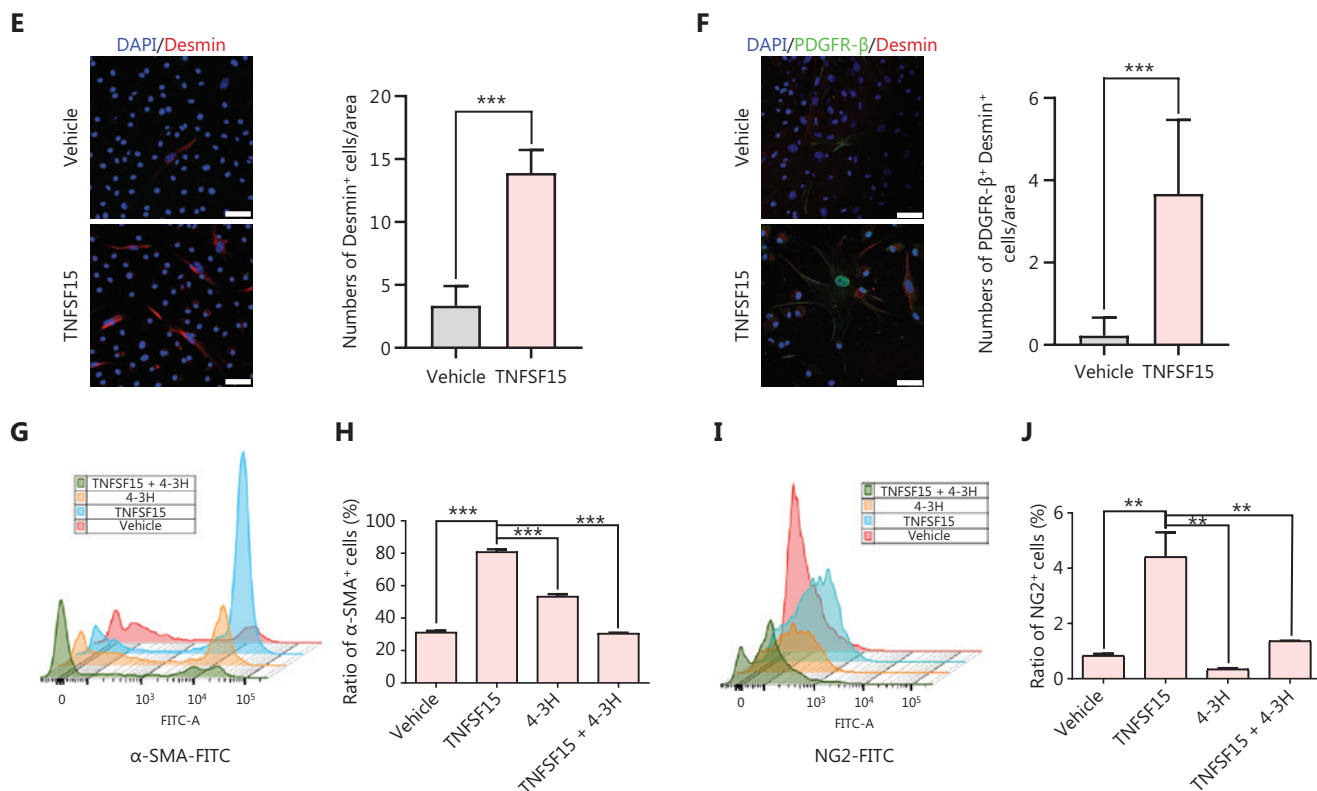 E
DAPI/Desmin
Vehicle
TNFSF15
Numbers of Desmin⁺ cells/area
20
15
10
5
0
***
Vehicle TNFSF15
F
DAPI/PDGFR-β/Desmin
Vehicle
TNFSF15
Numbers of PDGFR-β⁺ Desmin⁺
cells/area
6
4
2
0
***
Vehicle TNFSF15
G
TNFSF15 + 4-3H
4-3H
TNFSF15
Vehicle
0 10³ 10⁴ 10⁵
FITC-A
α-SMA-FITC
H
Ratio of α-SMA⁺ cells (%)
100
80
60
40
20
0
*** *** ***
Vehicle
TNFSF15
4-3H
TNFSF15 + 4-3H
I
TNFSF15 + 4-3H
4-3H
TNFSF15
Vehicle
0 10³ 10⁴ 10⁵
FITC-A
NG2-FITC
J
Ratio of NG2⁺ cells (%)
6
4
2
0
** ** **
Vehicle
TNFSF15
4-3H
TNFSF15 + 4-3H